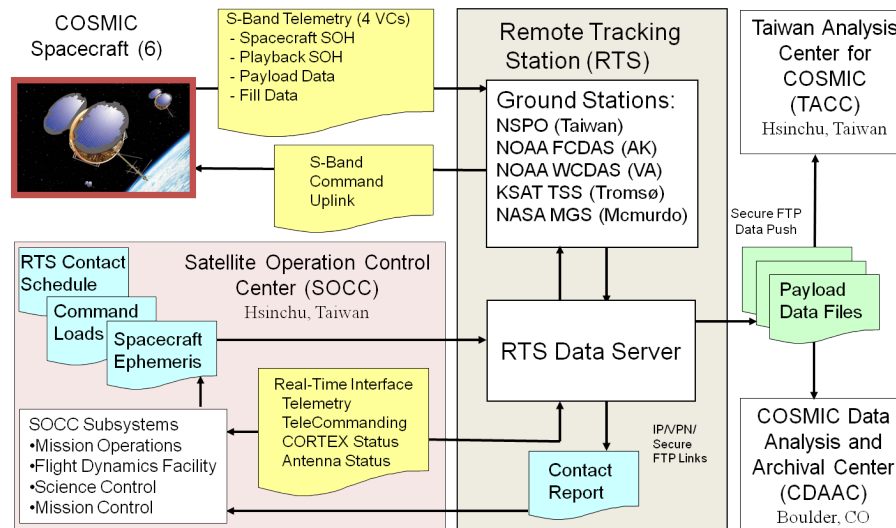 COSMIC
Spacecraft (6)
S-Band Telemetry (4 VCs)
- Spacecraft SOH
- Playback SOH
- Payload Data
- Fill Data
S-Band
Command
Uplink
Remote Tracking
Station (RTS)
Ground Stations:
NSPO (Taiwan)
NOAA FCDAS (AK)
NOAA WCDAS (VA)
KSAT TSS (Tromsø)
NASA MGS (Mcmurdo)
Taiwan Analysis
Center for
COSMIC
(TACC)
Hsinchu, Taiwan
Secure FTP
Data Push
Payload
Data Files
RTS Contact
Schedule
Command
Loads
Spacecraft
Ephemeris
Satellite Operation Control
Center (SOCC)
Hsinchu, Taiwan
RTS Data Server
Real-Time Interface
Telemetry
TeleCommanding
CORTEX Status
Antenna Status
SOCC Subsystems
•Mission Operations
•Flight Dynamics Facility
•Science Control
•Mission Control
IP/VPN/
Secure
FTP Links
Contact
Report
COSMIC Data
Analysis and
Archival Center
(CDAAC)
Boulder, CO